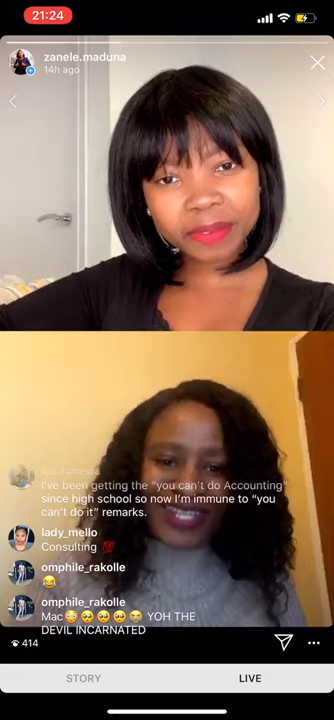 21:24
zanele.maduna
14h ago
I've been getting the "you can't do Accounting"
since high school so now I'm immune to "you
can't do it" remarks.
lady_mello
Consulting 💯
omphile_rakolle
😂
omphile_rakolle
Mac😳🥺🥺🥺😭 YOH THE
DEVIL INCARNATED
414
STORY
LIVE